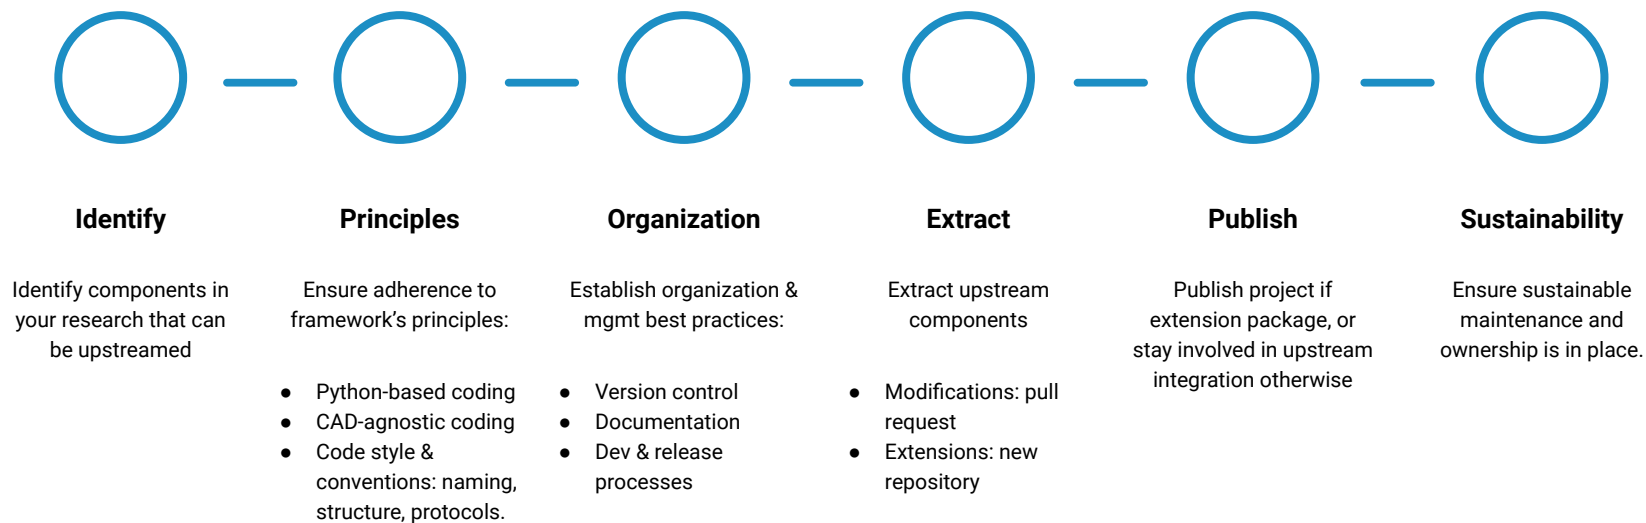 Identify
Identify components in
your research that can
be upstreamed
Principles
Ensure adherence to
framework's principles:
● Python-based coding
● CAD-agnostic coding
● Code style &
conventions: naming,
structure, protocols.
Organization
Establish organization &
mgmt best practices:
● Version control
● Documentation
● Dev & release
processes
Extract
Extract upstream
components
● Modifications: pull
request
● Extensions: new
repository
Publish
Publish project if
extension package, or
stay involved in upstream
integration otherwise
Sustainability
Ensure sustainable
maintenance and
ownership is in place.